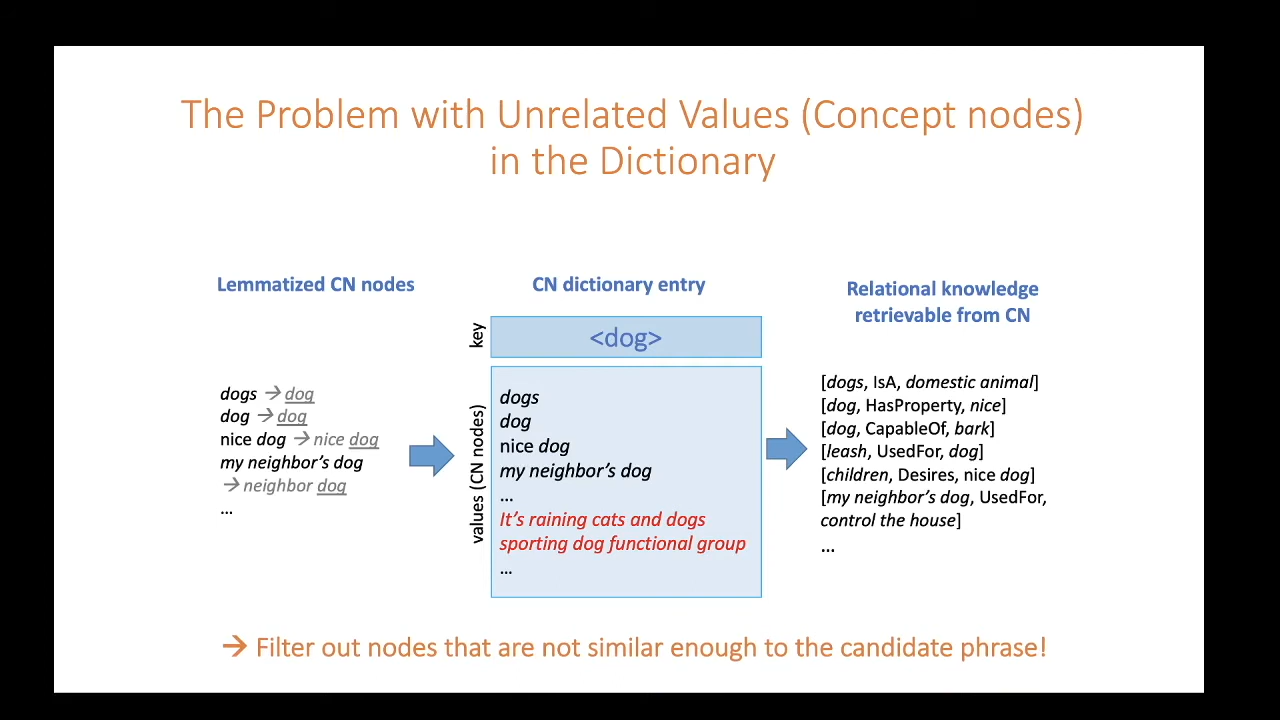 The Problem with Unrelated Values (Concept nodes)
in the Dictionary
Lemmatized CN nodes
dogs → dog
dog → dog
nice dog → nice dog
my neighbor's dog
→ neighbor dog
...
CN dictionary entry
key
<dog>
values (CN nodes)
dogs
dog
nice dog
my neighbor's dog
...
It's raining cats and dogs
sporting dog functional group
...
Relational knowledge
retrievable from CN
[dogs, IsA, domestic animal]
[dog, HasProperty, nice]
[dog, CapableOf, bark]
[leash, UsedFor, dog]
[children, Desires, nice dog]
[my neighbor's dog, UsedFor,
control the house]
...
→ Filter out nodes that are not similar enough to the candidate phrase!